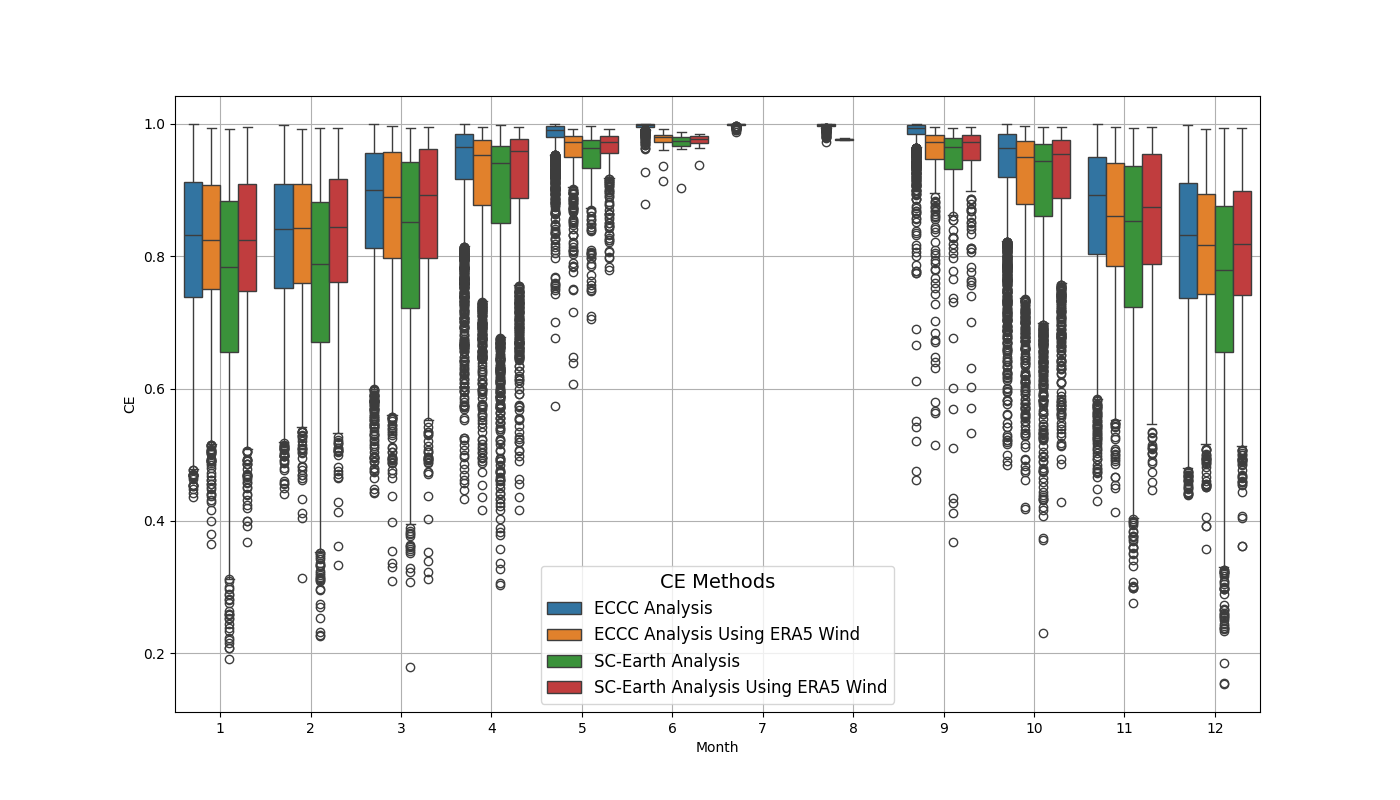 1.0
0.8
0.6
0.4
0.2
CE
CE Methods
ECCC Analysis
ECCC Analysis Using ERA5 Wind
SC-Earth Analysis
SC-Earth Analysis Using ERA5 Wind
1 2 3 4 5 6 7 8 9 10 11 12
Month